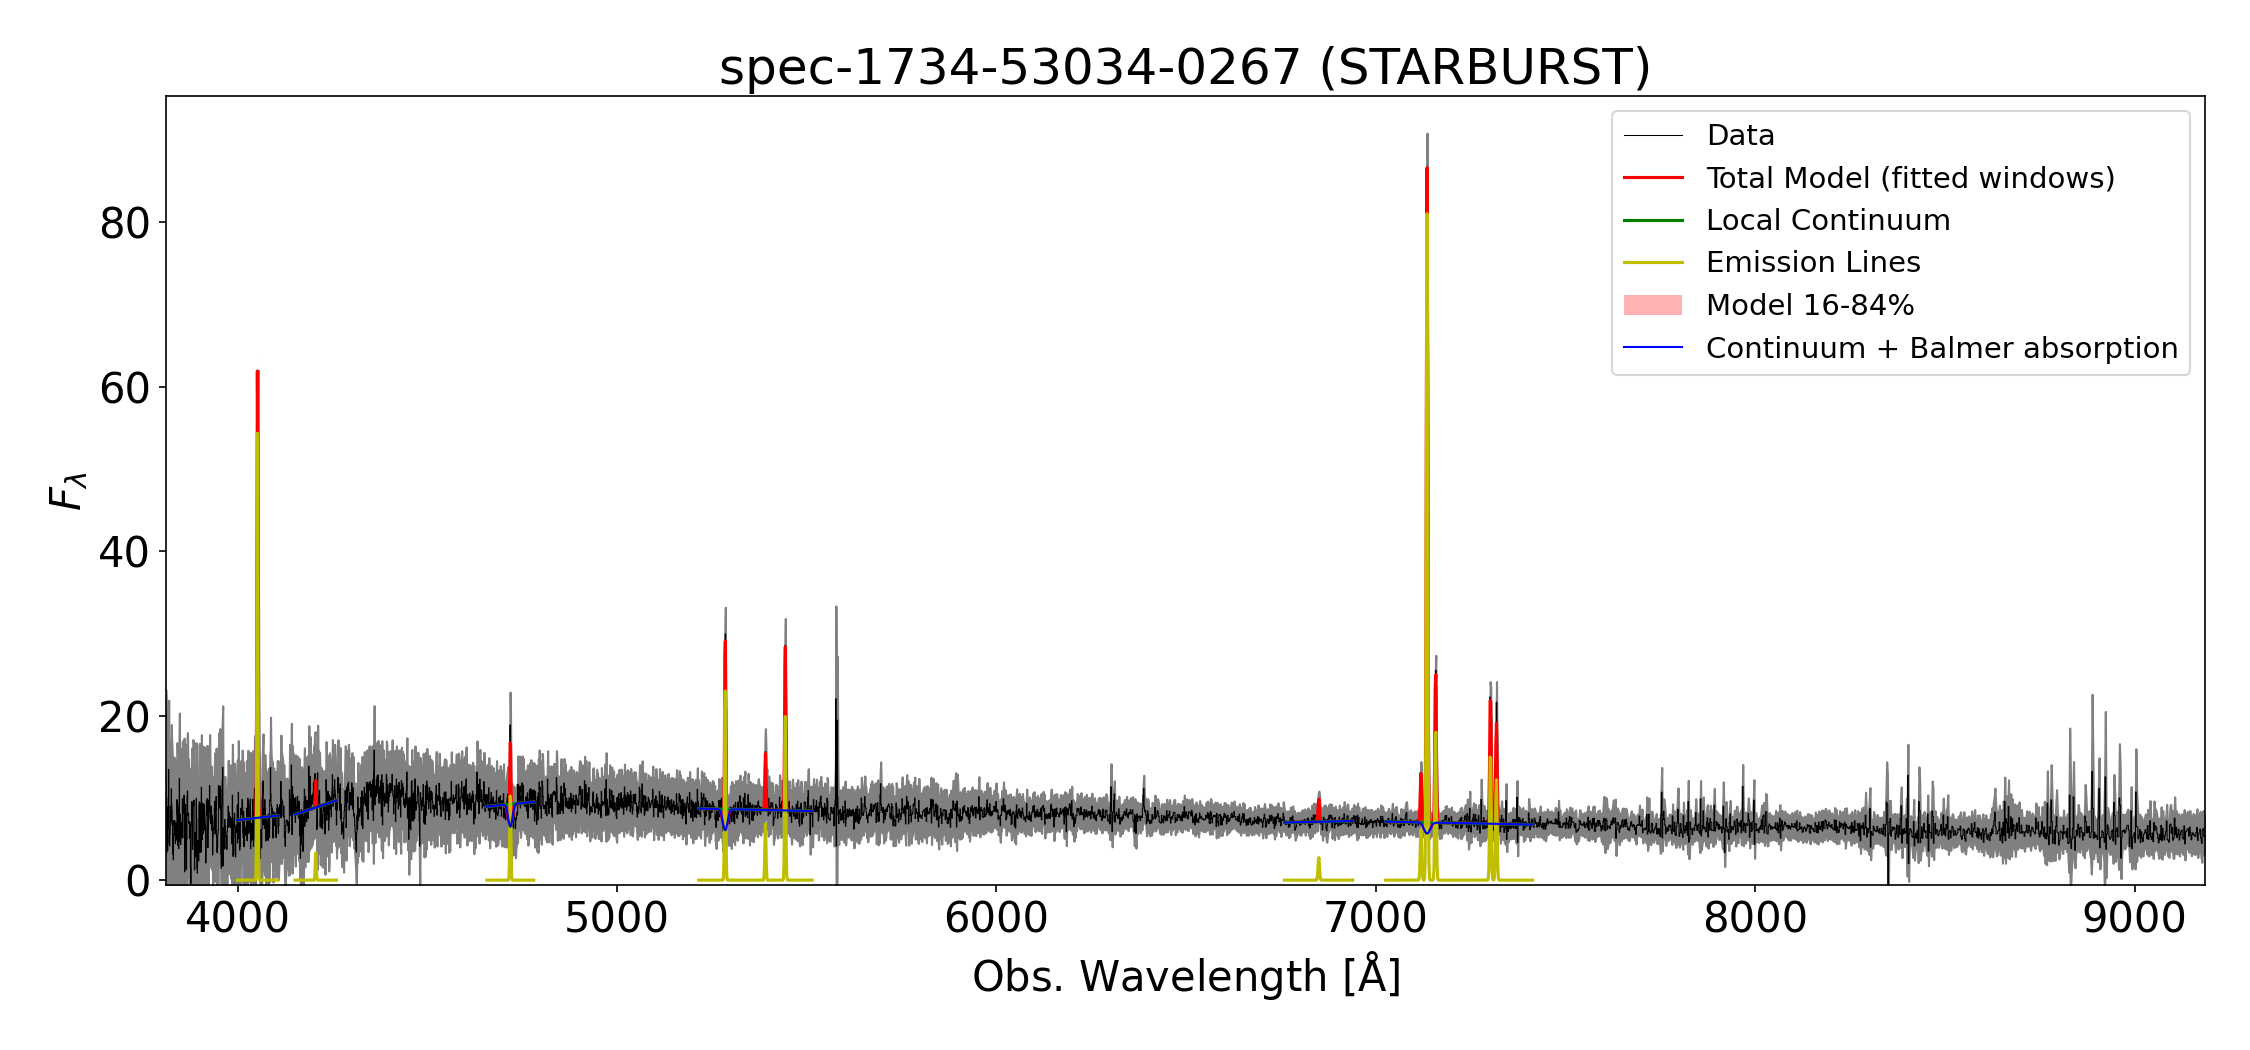 spec-1734-53034-0267 (STARBURST)
Data
Total Model (fitted windows)
Local Continuum
Emission Lines
Model 16-84%
Continuum + Balmer absorption
80
60
40
20
0
Fλ
4000 5000 6000 7000 8000 9000
Obs. Wavelength [Å]